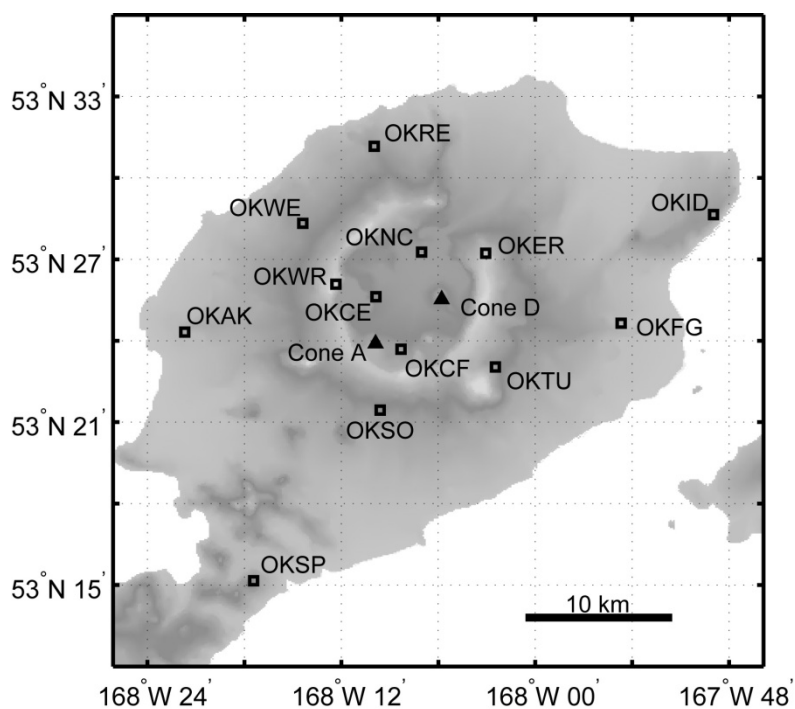 53°N 33'
OKRE
OKWE
OKID
OKNC
OKER
53°N 27'
OKWR
OKCE
Cone D
OKAK
OKFG
Cone A
OKCF
OKTU
53°N 21'
OKSO
OKSP
53°N 15'
10 km
168°W 24'
168°W 12'
168°W 00'
167°W 48'